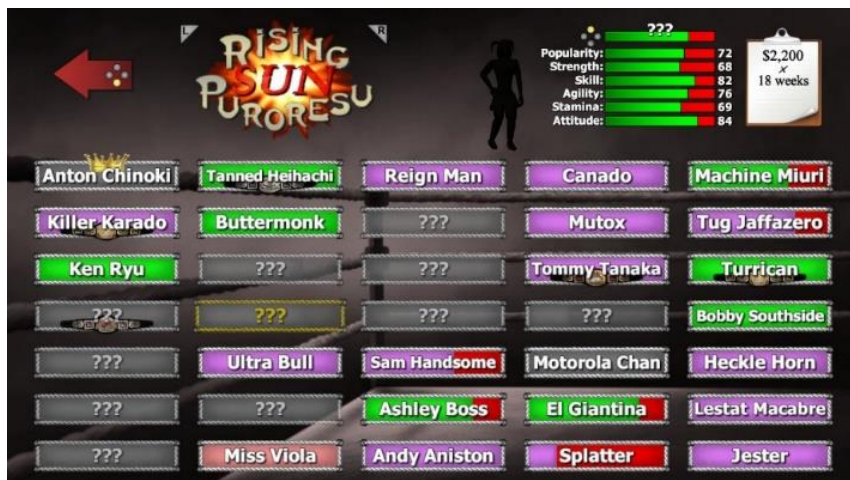 L
RISING
SUN
PURORESU
R
???
Popularity: 72
Strength: 68
Skill: 82
Agility: 76
Stamina: 69
Attitude: 84
$2,200
x
18 weeks
Anton Chinoki Tanned Heihachi Reign Man Canado Machine Miuri
Killer Karado Buttermonk ??? Mutox Tug Jaffazero
Ken Ryu ??? ??? Tommy Tanaka Turrican
??? ??? ??? ??? Bobby Southside
??? Ultra Bull Sam Handsome Motorola Chan Heckle Horn
??? ??? Ashley Boss El Giantina Lestat Macabre
??? Miss Viola Andy Aniston Splatter Jester